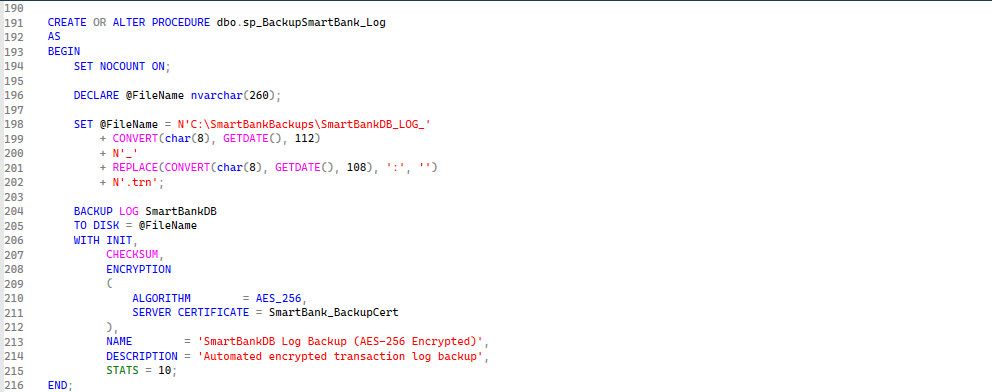 190
191 CREATE OR ALTER PROCEDURE dbo.sp_BackupSmartBank_Log
192 AS
193 BEGIN
194     SET NOCOUNT ON;
195
196     DECLARE @FileName nvarchar(260);
197
198     SET @FileName = N'C:\SmartBankBackups\SmartBankDB_LOG_'
199         + CONVERT(char(8), GETDATE(), 112)
200         + N'_'
201         + REPLACE(CONVERT(char(8), GETDATE(), 108), ':', '')
202         + N'.trn';
203
204     BACKUP LOG SmartBankDB
205     TO DISK = @FileName
206     WITH INIT,
207          CHECKSUM,
208          ENCRYPTION
209          (
210              ALGORITHM        = AES_256,
211              SERVER CERTIFICATE = SmartBank_BackupCert
212          ),
213          NAME        = 'SmartBankDB Log Backup (AES-256 Encrypted)',
214          DESCRIPTION = 'Automated encrypted transaction log backup',
215          STATS = 10;
216 END;